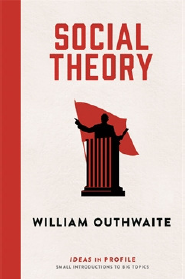 SOCIAL
THEORY
WILLIAM OUTHWAITE
IDEAS IN PROFILE
SMALL INTRODUCTIONS TO BIG TOPICS